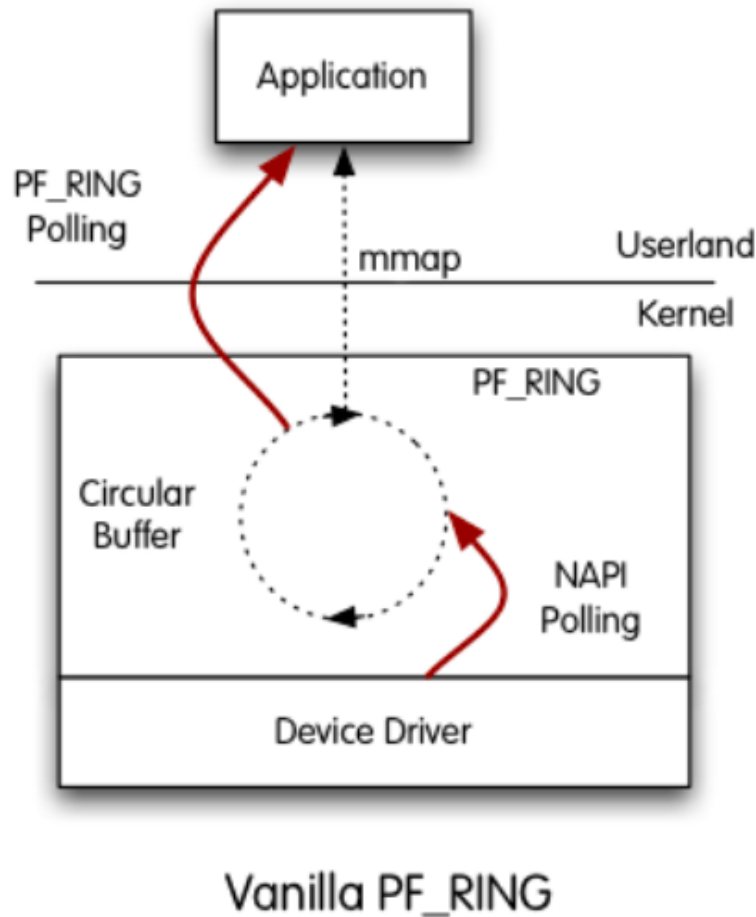 Application
PF_RING
Polling
mmap
Userland
Kernel
PF_RING
Circular
Buffer
NAPI
Polling
Device Driver
Vanilla PF_RING